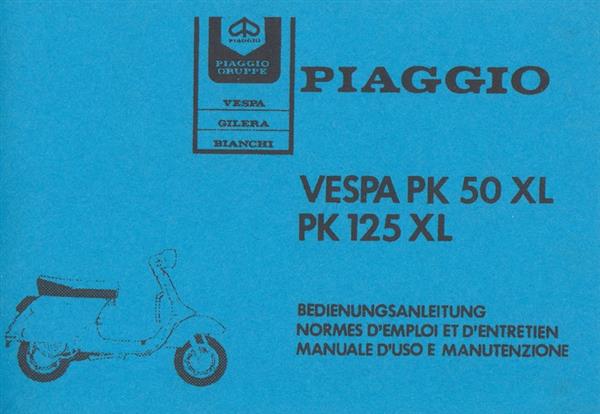 PIAGGIO
PIAGGIO
GRUPPE
VESPA
GILERA
BIANCHI
PIAGGIO
VESPA PK 50 XL
PK 125 XL
BEDIENUNGSANLEITUNG
NORMES D'EMPLOI ET D'ENTRETIEN
MANUALE D'USO E MANUTENZIONE